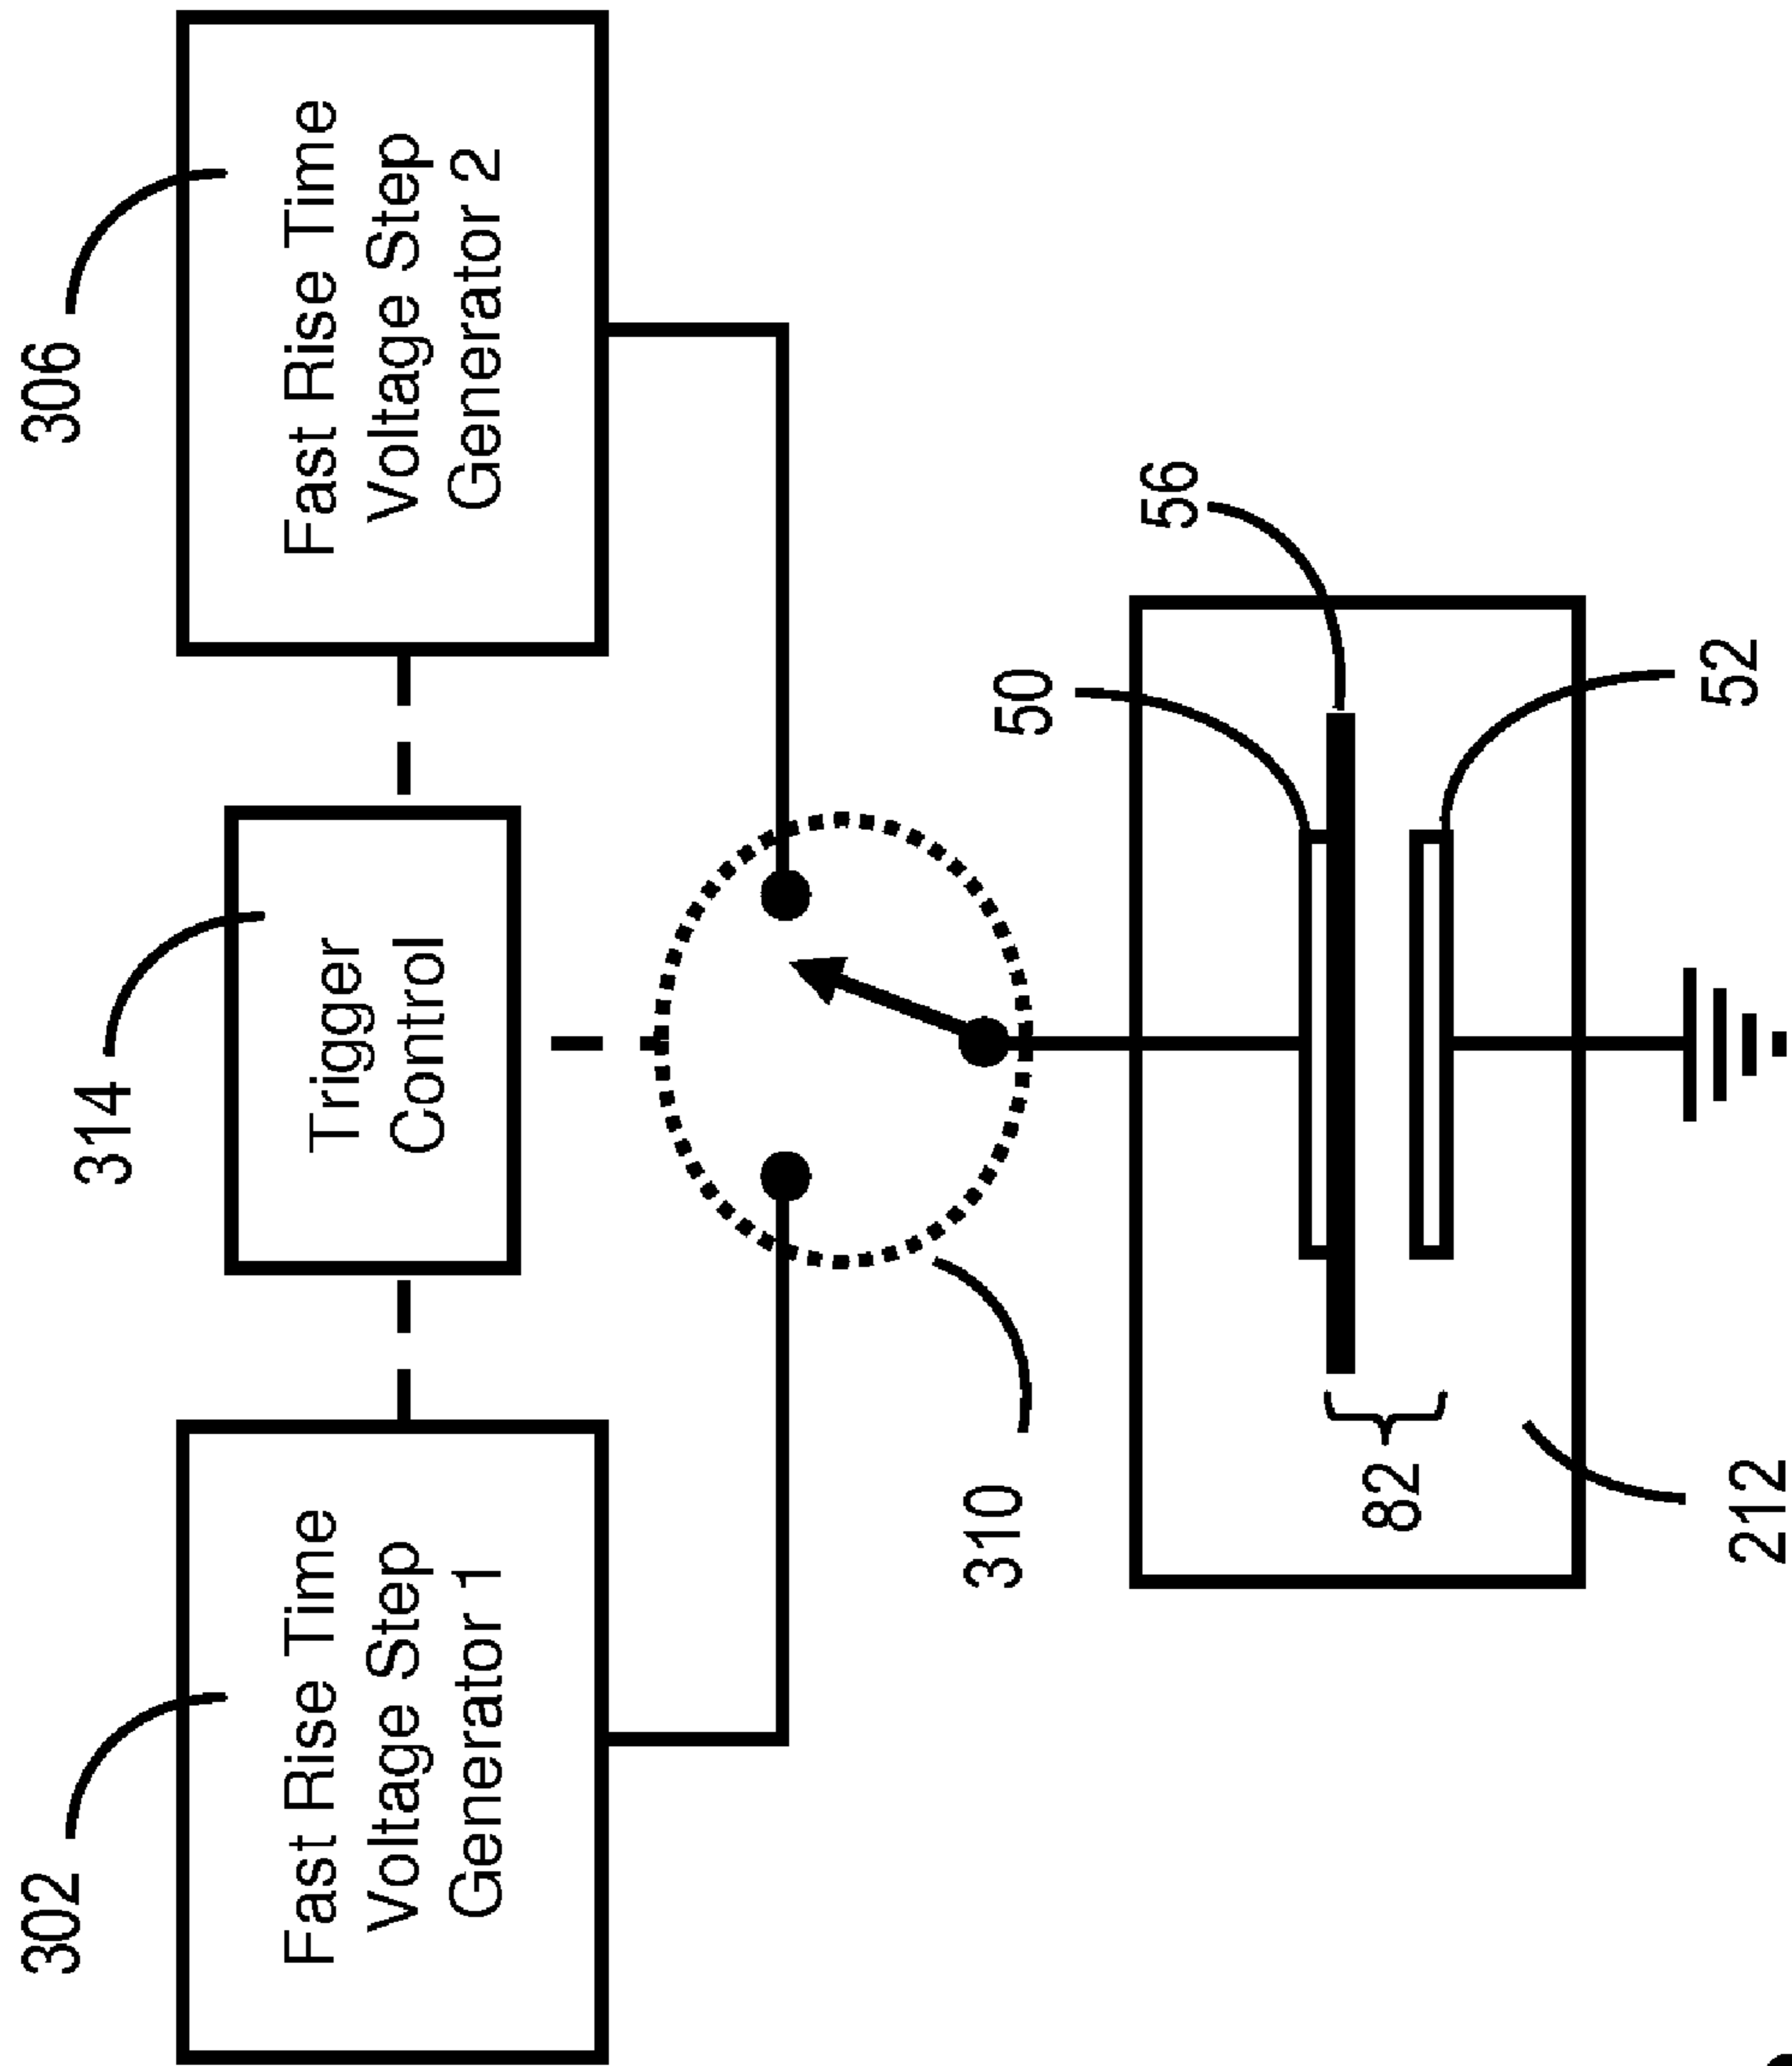 302
Fast Rise Time
Voltage Step
Generator 1
314
Trigger
Control
306
Fast Rise Time
Voltage Step
Generator 2
310
50
56
82
212
52